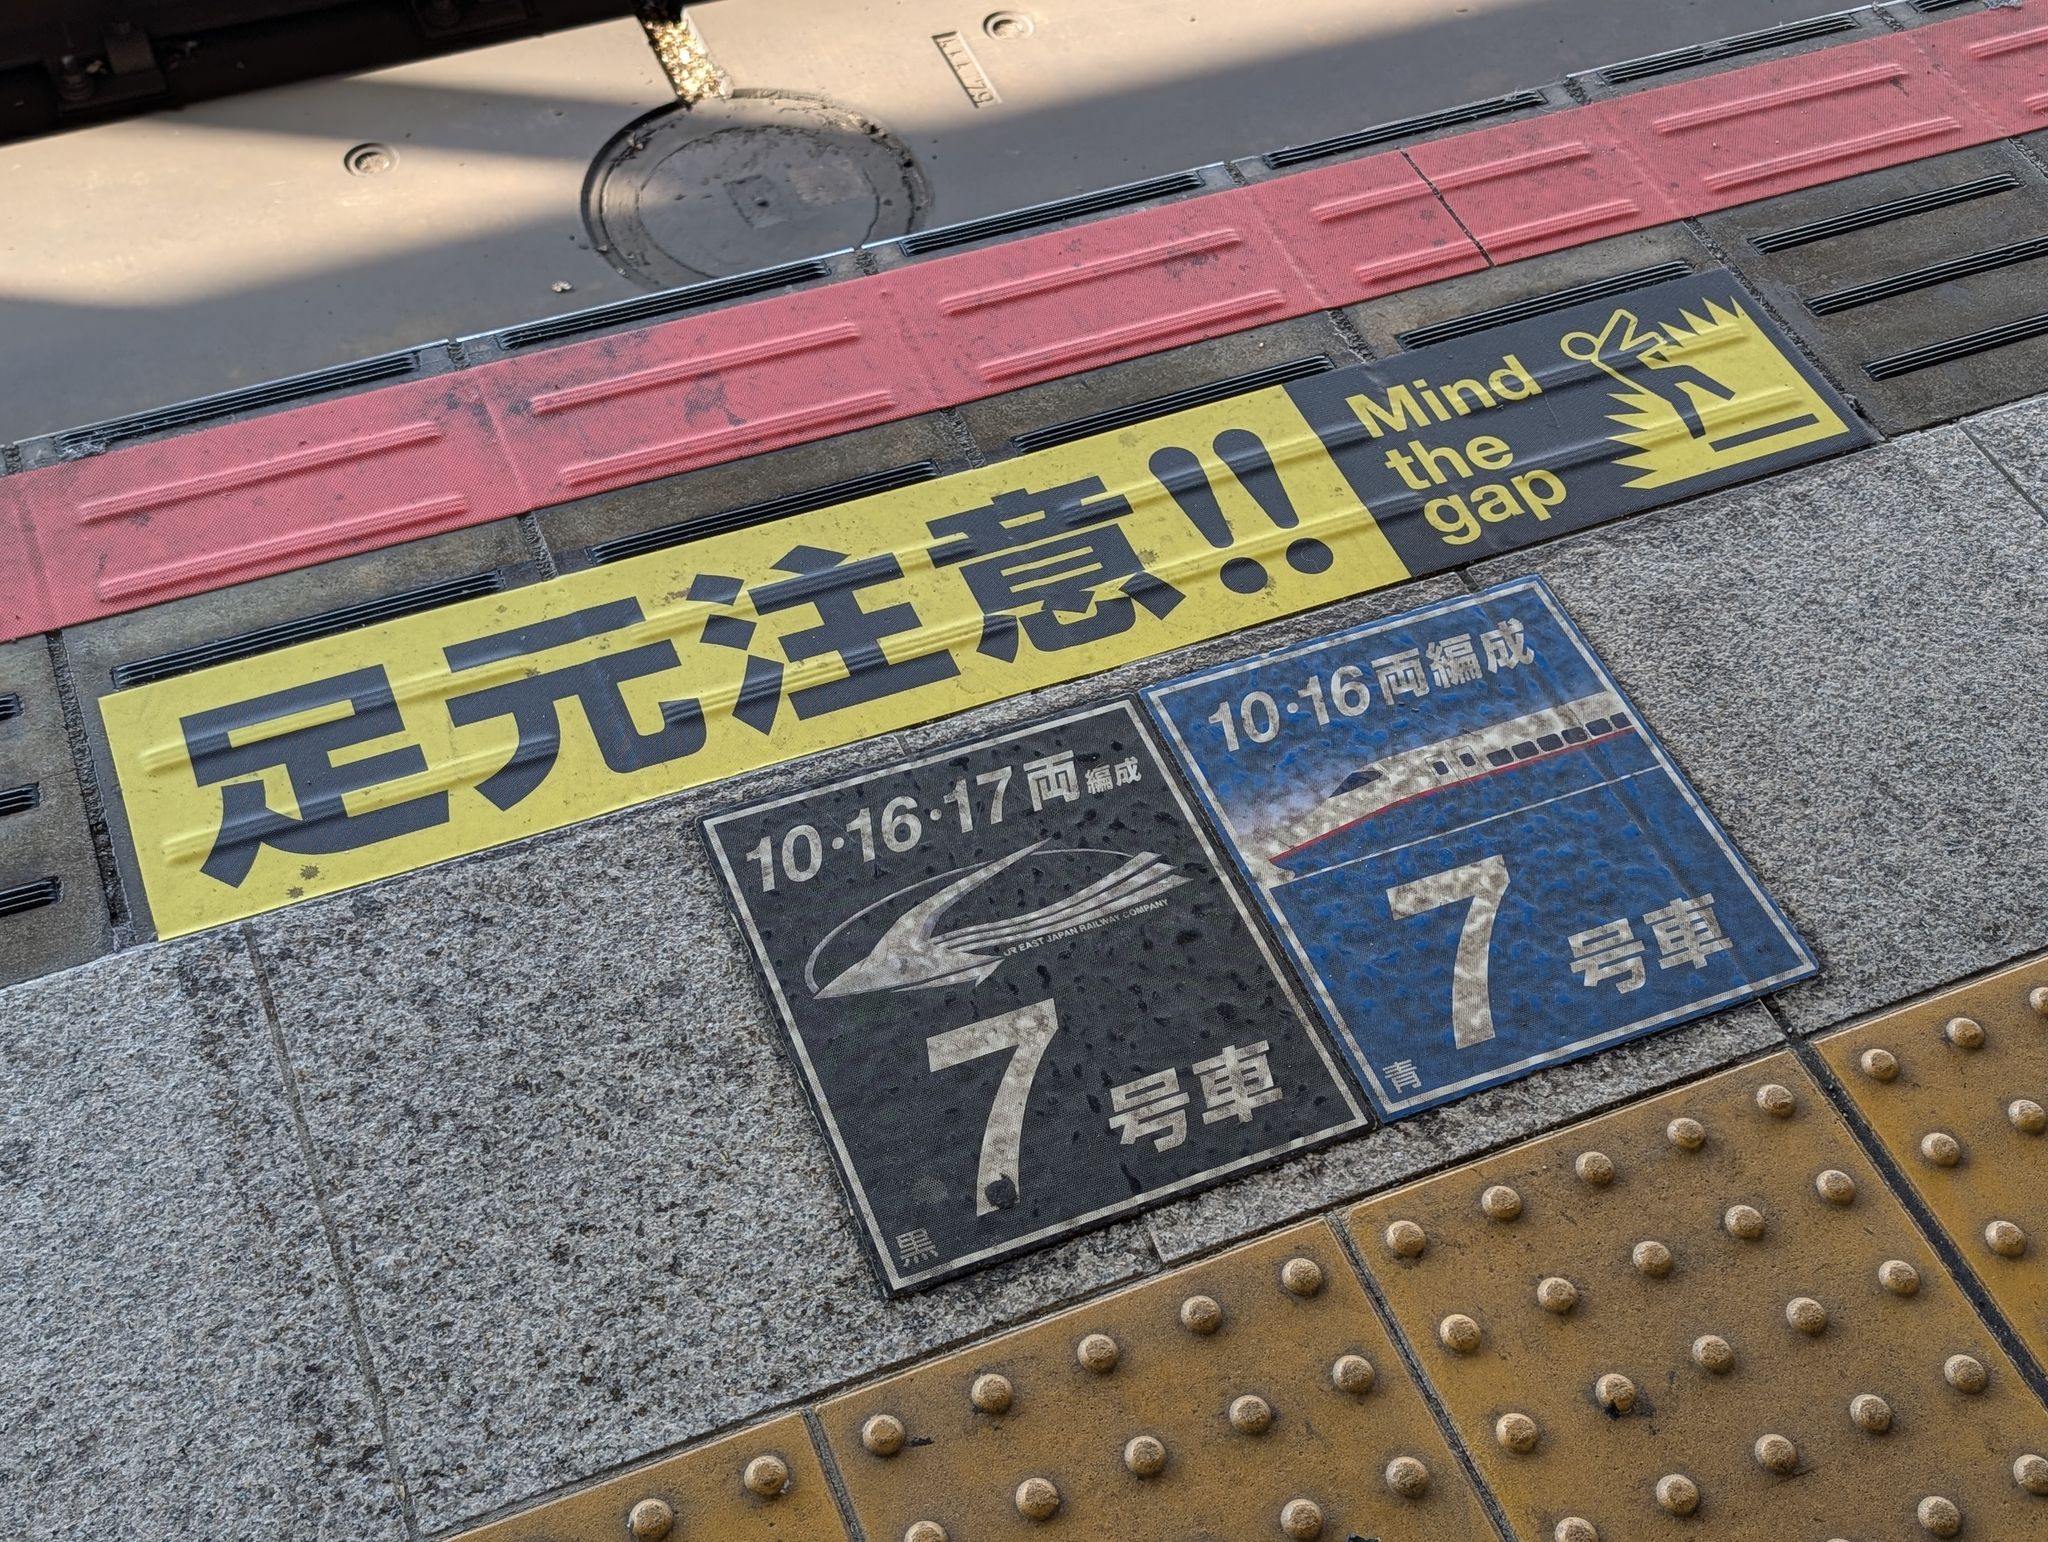 足元注意!!
Mind
the
gap
10・16・17両編成
JR EAST JAPAN RAILWAY COMPANY
7号車
黒
10・16両編成
7号車
青